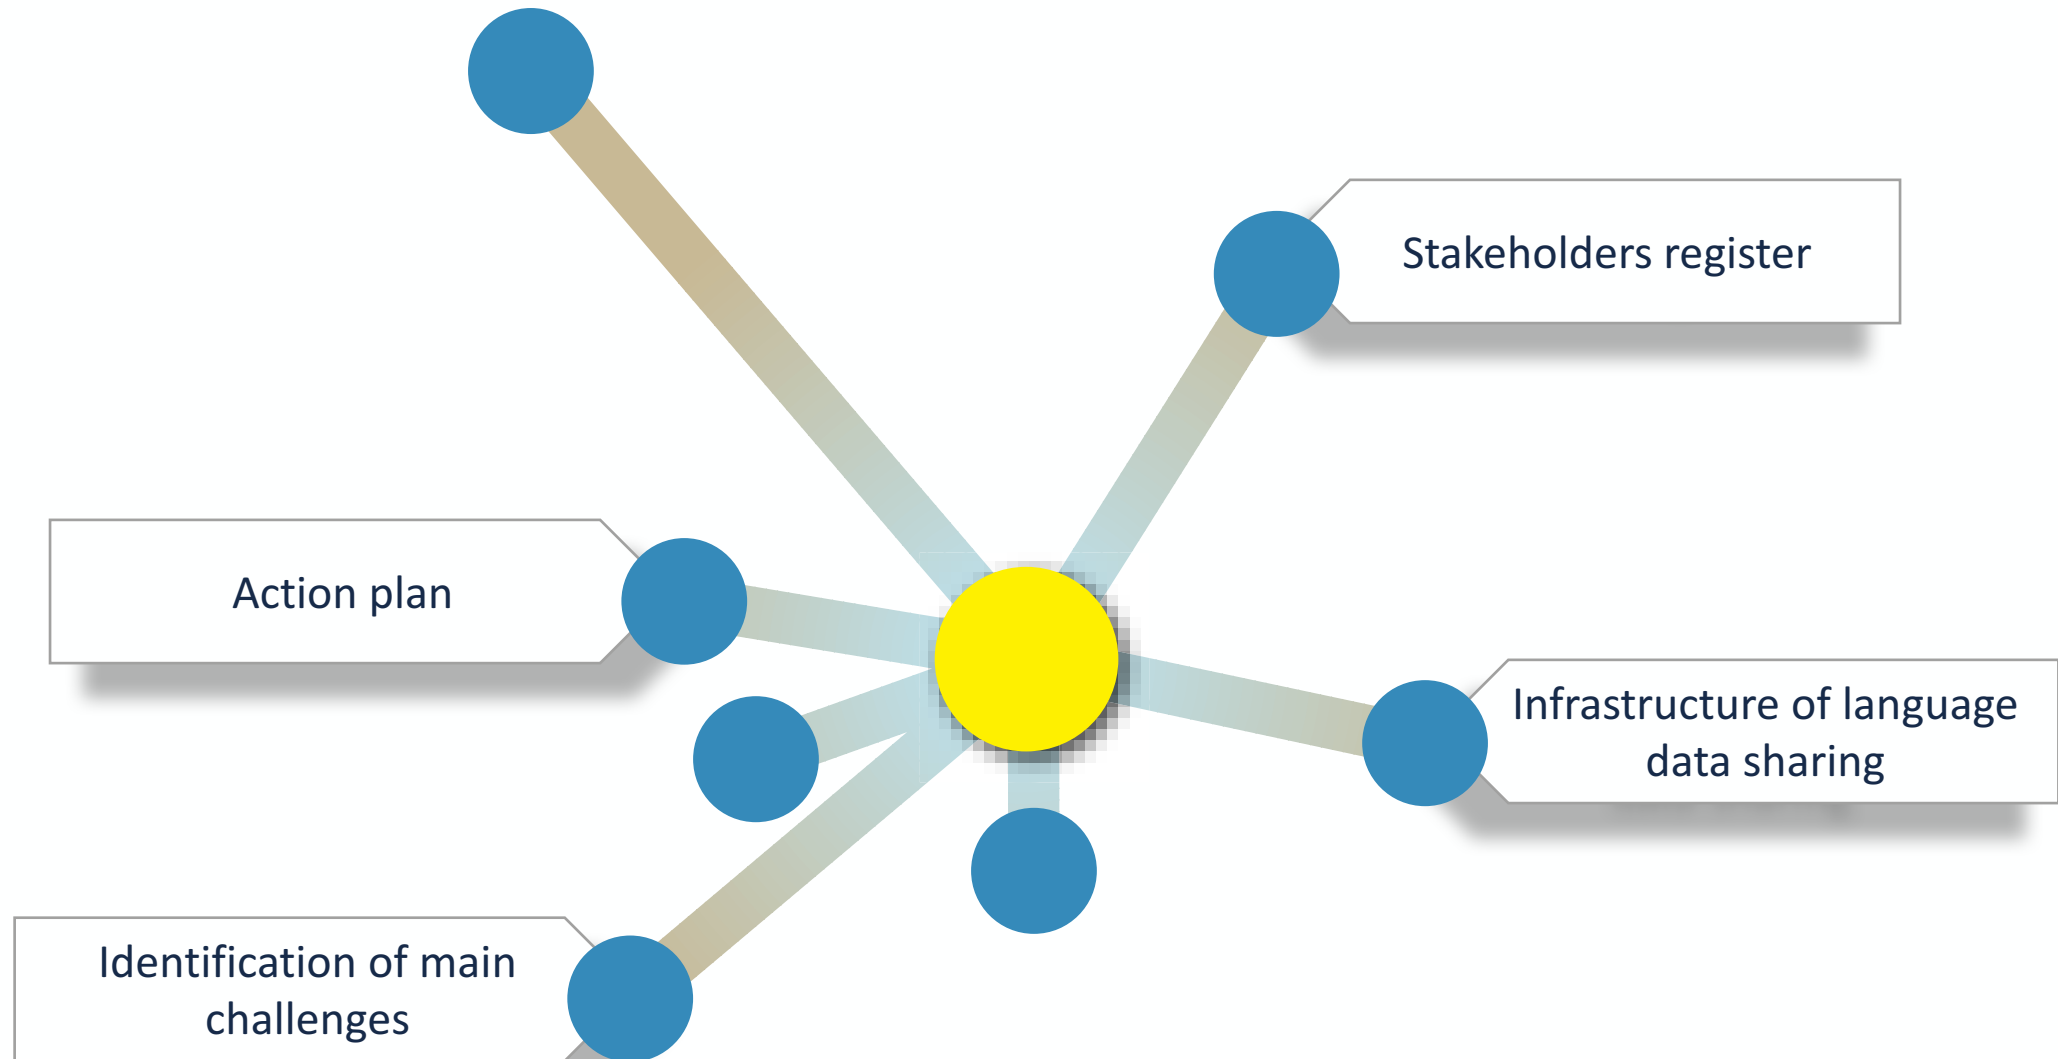 Stakeholders register
Action plan
Infrastructure of language
data sharing
Identification of main
challenges